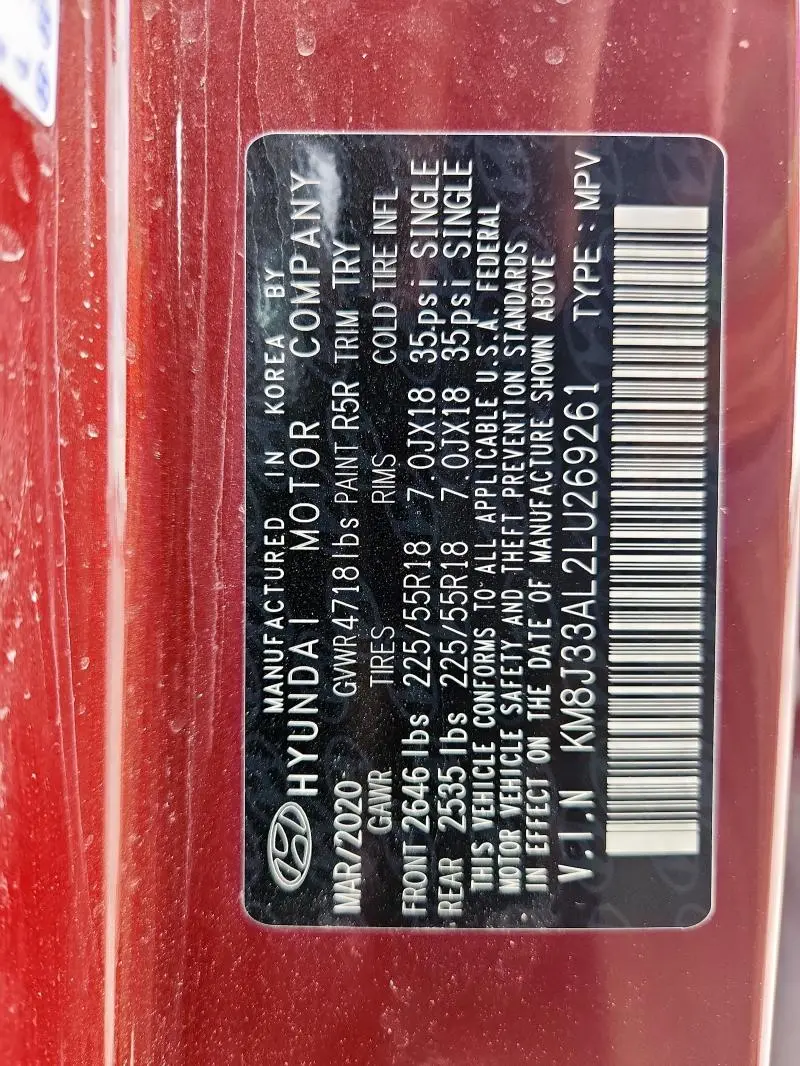 MANUFACTURED IN KOREA BY
HYUNDAI MOTOR COMPANY
MAR/2020 GVWR 4718 lbs PAINT R5R TRIM TRY
GAWR TIRES RIMS COLD TIRE INFL
FRONT 2646 lbs 225/55R18 7.0JX18 35psi SINGLE
REAR 2535 lbs 225/55R18 7.0JX18 35psi SINGLE
THIS VEHICLE CONFORMS TO ALL APPLICABLE U.S.A. FEDERAL
MOTOR VEHICLE SAFETY AND THEFT PREVENTION STANDARDS
IN EFFECT ON THE DATE OF MANUFACTURE SHOWN ABOVE
V.I.N KM8J33AL2LU269261 TYPE : MPV